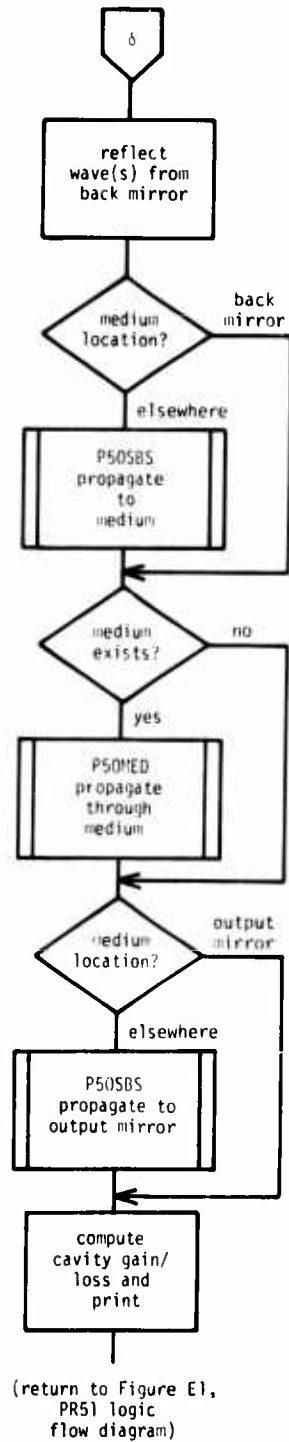 δ
reflect
wave(s) from
back mirror
medium
location?
back
mirror
elsewhere
P50SBS
propagate
to
medium
medium
exists?
no
yes
P50MED
propagate
through
medium
medium
location?
output
mirror
elsewhere
P50SBS
propagate to
output mirror
compute
cavity gain/
loss and
print
(return to Figure E1,
PR51 logic
flow diagram)